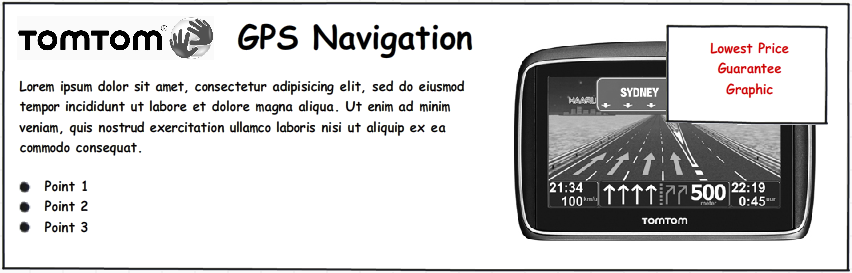 TOMTOM
GPS Navigation
Lorem ipsum dolor sit amet, consectetur adipisicing elit, sed do eiusmod
tempor incididunt ut labore et dolore magna aliqua. Ut enim ad minim
veniam, quis nostrud exercitation ullamco laboris nisi ut aliquip ex ea
commodo consequat.
Point 1
Point 2
Point 3
Lowest Price
Guarantee
Graphic
SYDNEY
21:34
100 km/u
500
meter
22:19
0:45 uur
TOMTOM